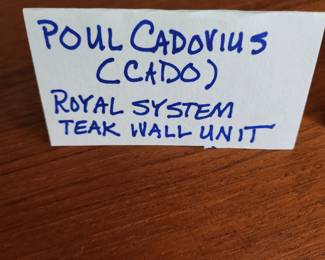 POUL CADOVIUS
(CADO)
ROYAL SYSTEM
TEAK WALL UNIT